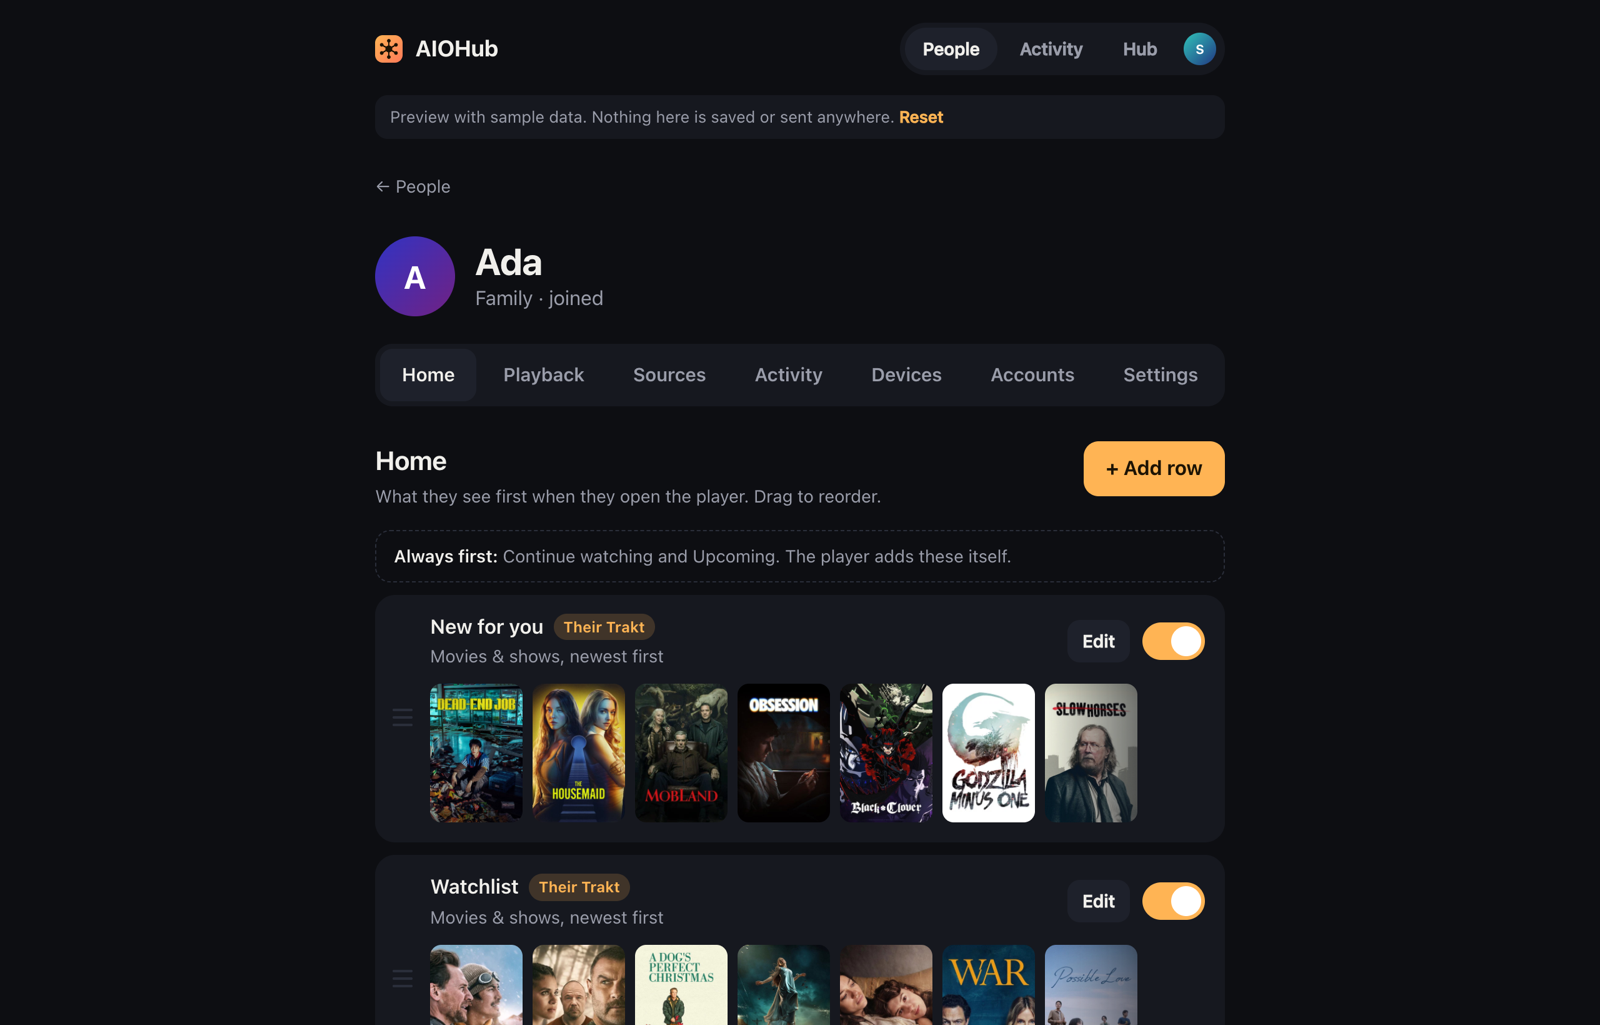 AIOHub
People Activity Hub S
Preview with sample data. Nothing here is saved or sent anywhere. Reset
← People
A
Ada
Family · joined
Home Playback Sources Activity Devices Accounts Settings
Home
+ Add row
What they see first when they open the player. Drag to reorder.
Always first: Continue watching and Upcoming. The player adds these itself.
New for you Their Trakt
Edit
Movies & shows, newest first
DEAD END JOB
THE
HOUSEMAID
MOBLAND
OBSESSION
Black Clover
GODZILLA
MINUS ONE
SLOW HORSES
Watchlist Their Trakt
Edit
Movies & shows, newest first
A DOG'S
PERFECT
CHRISTMAS
WAR
Possible Love